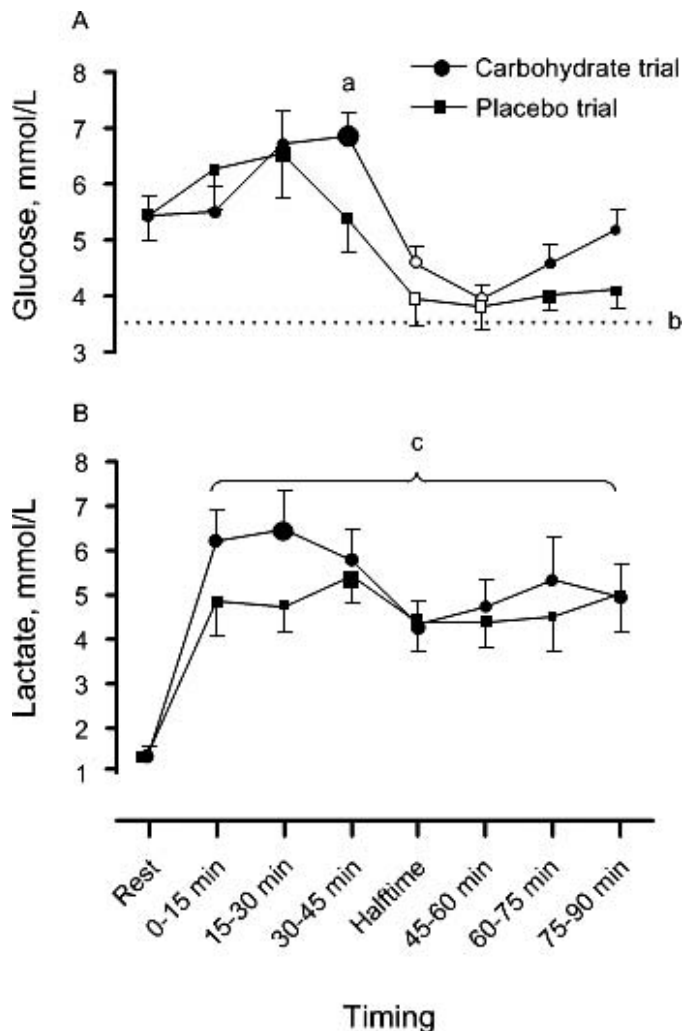 A
Carbohydrate trial
Placebo trial
a
8
7
6
5
4
3
Glucose, mmol/L
b
B
c
8
7
6
5
4
3
2
1
Lactate, mmol/L
Rest
0-15 min
15-30 min
30-45 min
Halftime
45-60 min
60-75 min
75-90 min
Timing